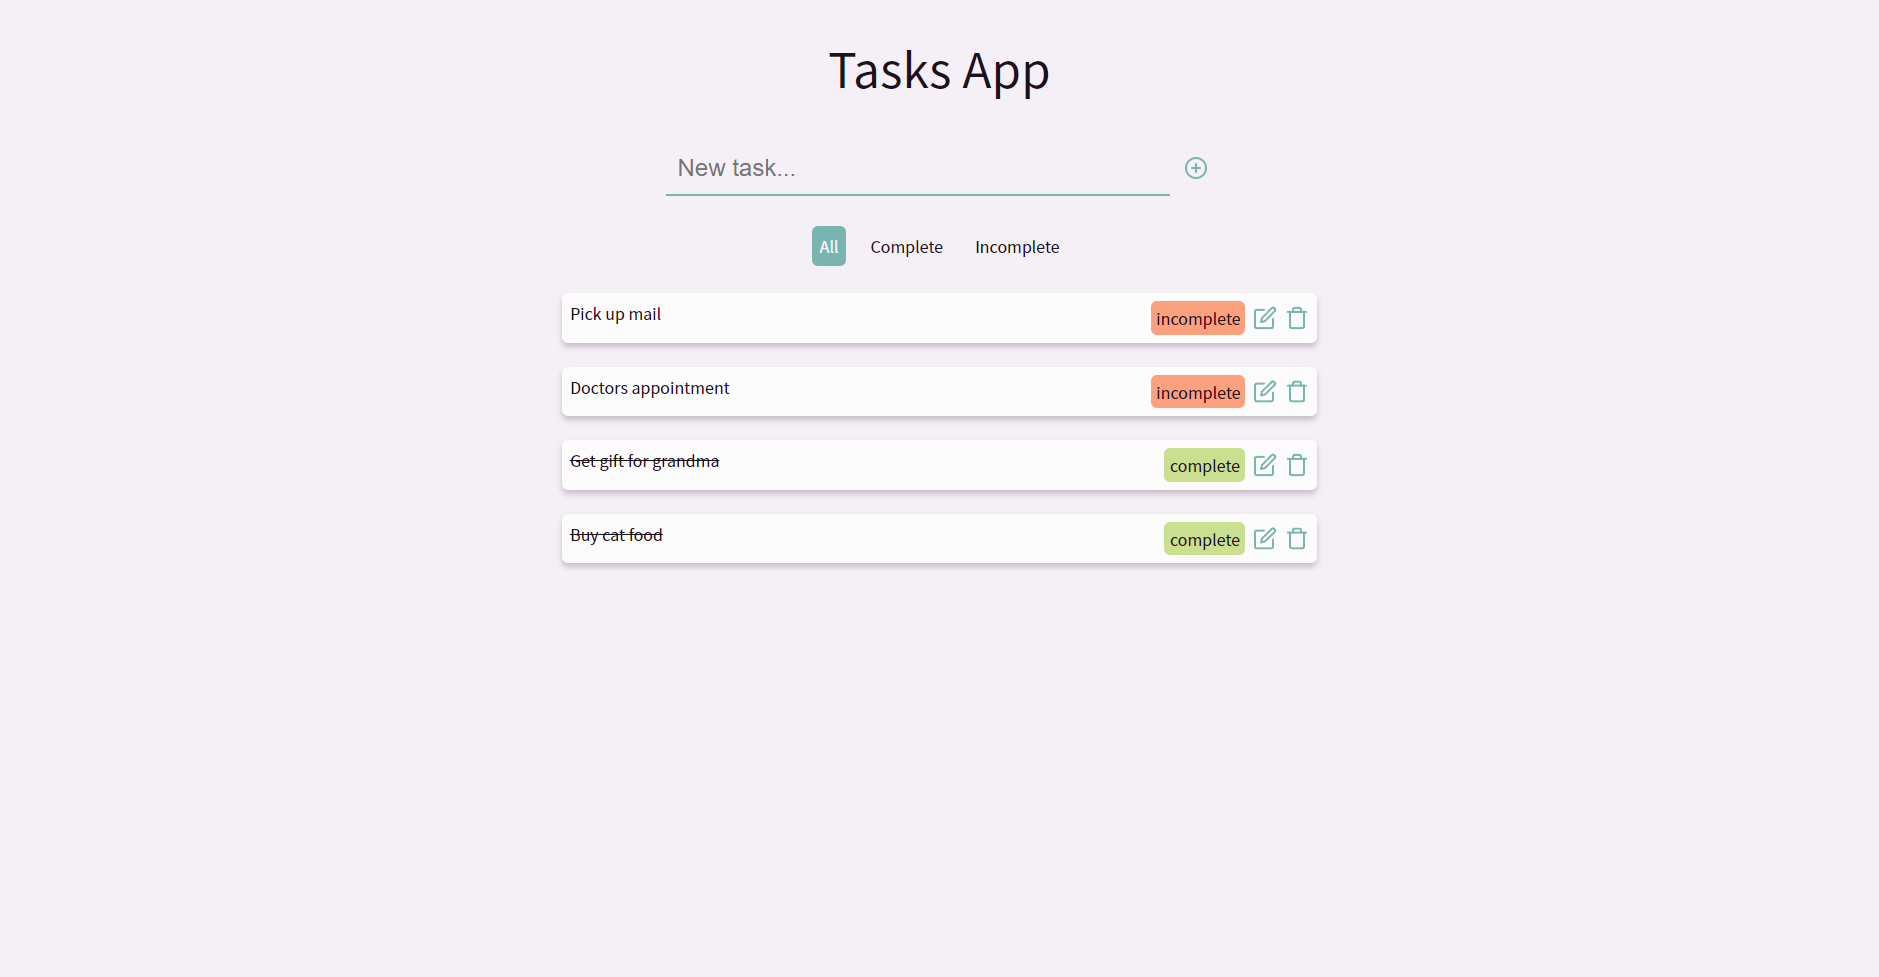 Tasks App
New task...
All Complete Incomplete
Pick up mail incomplete
Doctors appointment incomplete
Get gift for grandma complete
Buy cat food complete